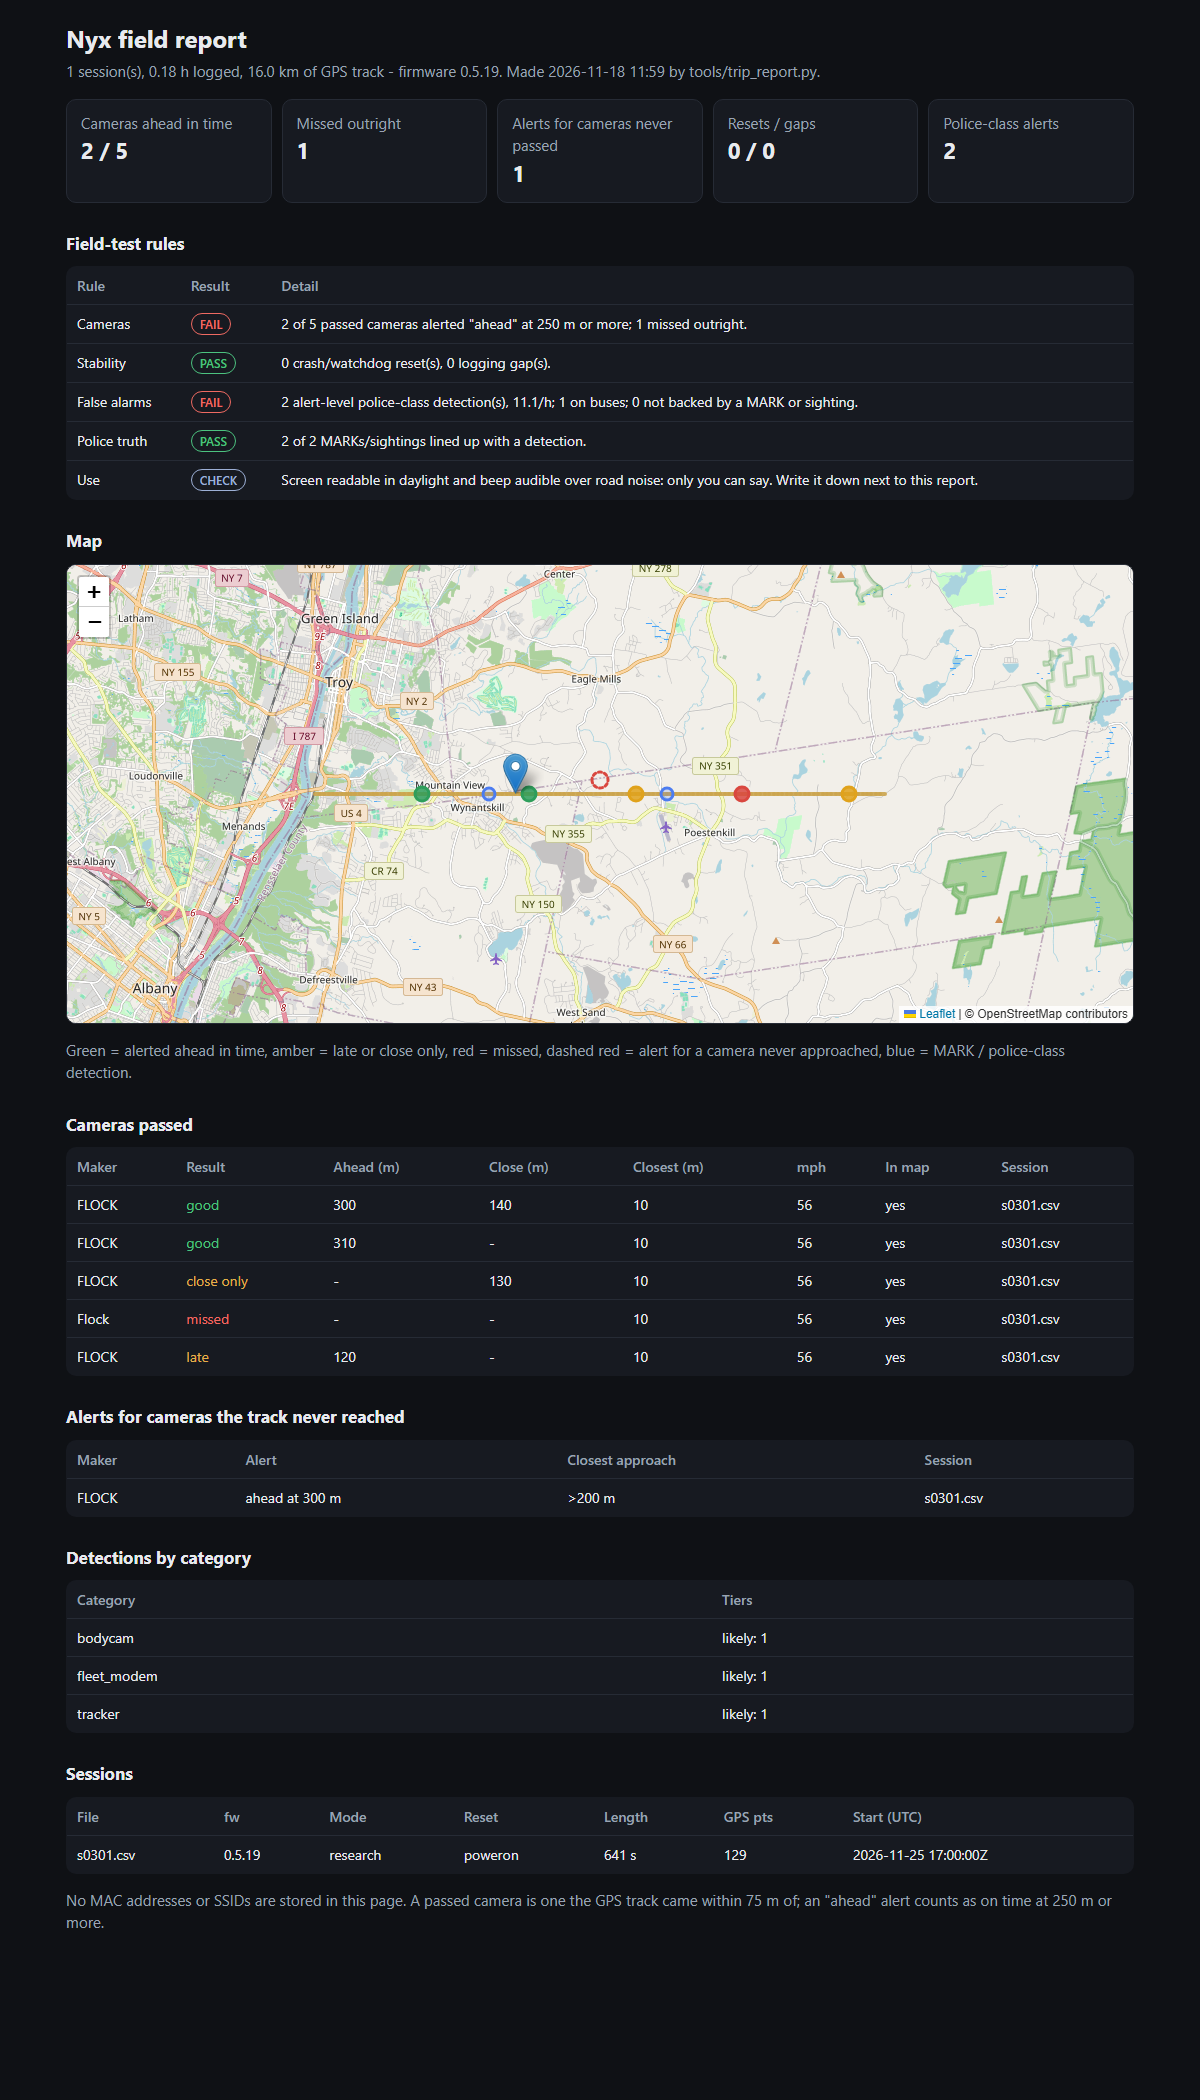 Nyx field report
1 session(s), 0.18 h logged, 16.0 km of GPS track - firmware 0.5.19. Made 2026-11-18 11:59 by tools/trip_report.py.
Cameras ahead in time
2 / 5
Missed outright
1
Alerts for cameras never
passed
1
Resets / gaps
0 / 0
Police-class alerts
2
Field-test rules
Rule Result Detail
Cameras FAIL 2 of 5 passed cameras alerted "ahead" at 250 m or more; 1 missed outright.
Stability PASS 0 crash/watchdog reset(s), 0 logging gap(s).
False alarms FAIL 2 alert-level police-class detection(s), 11.1/h; 1 on buses; 0 not backed by a MARK or sighting.
Police truth PASS 2 of 2 MARKs/sightings lined up with a detection.
Use CHECK Screen readable in daylight and beep audible over road noise: only you can say. Write it down next to this report.
Map
+
−
NY 7
NY 787
Center
NY 278
Latham
Green Island
9E
8
NY 155
Troy
Eagle Mills
NY 2
I 787
8
Loudonville
Mountain View
NY 351
7E
Wynantskill
US 4
Menands
NY 355
Poestenkill
est Albany
6
CR 74
Rensselaer County
NY 5
6
6
NY 150
5
7
NY 66
8
Albany
Defreestville
NY 43
5
8
West Sand
Leaflet | © OpenStreetMap contributors
Green = alerted ahead in time, amber = late or close only, red = missed, dashed red = alert for a camera never approached, blue = MARK / police-class
detection.
Cameras passed
Maker Result Ahead (m) Close (m) Closest (m) mph In map Session
FLOCK good 300 140 10 56 yes s0301.csv
FLOCK good 310 - 10 56 yes s0301.csv
FLOCK close only - 130 10 56 yes s0301.csv
Flock missed - - 10 56 yes s0301.csv
FLOCK late 120 - 10 56 yes s0301.csv
Alerts for cameras the track never reached
Maker Alert Closest approach Session
FLOCK ahead at 300 m >200 m s0301.csv
Detections by category
Category Tiers
bodycam likely: 1
fleet_modem likely: 1
tracker likely: 1
Sessions
File fw Mode Reset Length GPS pts Start (UTC)
s0301.csv 0.5.19 research poweron 641 s 129 2026-11-25 17:00:00Z
No MAC addresses or SSIDs are stored in this page. A passed camera is one the GPS track came within 75 m of; an "ahead" alert counts as on time at 250 m or
more.